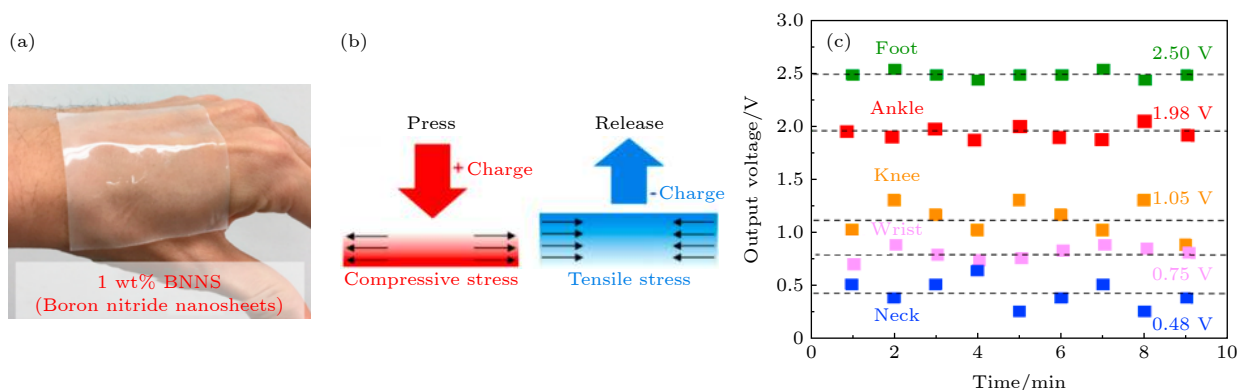 (a)
1 wt% BNNS
(Boron nitride nanosheets)
(b)
Press
Release
+ Charge
- Charge
Compressive stress
Tensile stress
(c)
Output voltage/V
3.0
2.5
2.0
1.5
1.0
0.5
0
Foot
2.50 V
Ankle
1.98 V
Knee
1.05 V
Wrist
0.75 V
Neck
0.48 V
0
2
4
6
8
10
Time/min